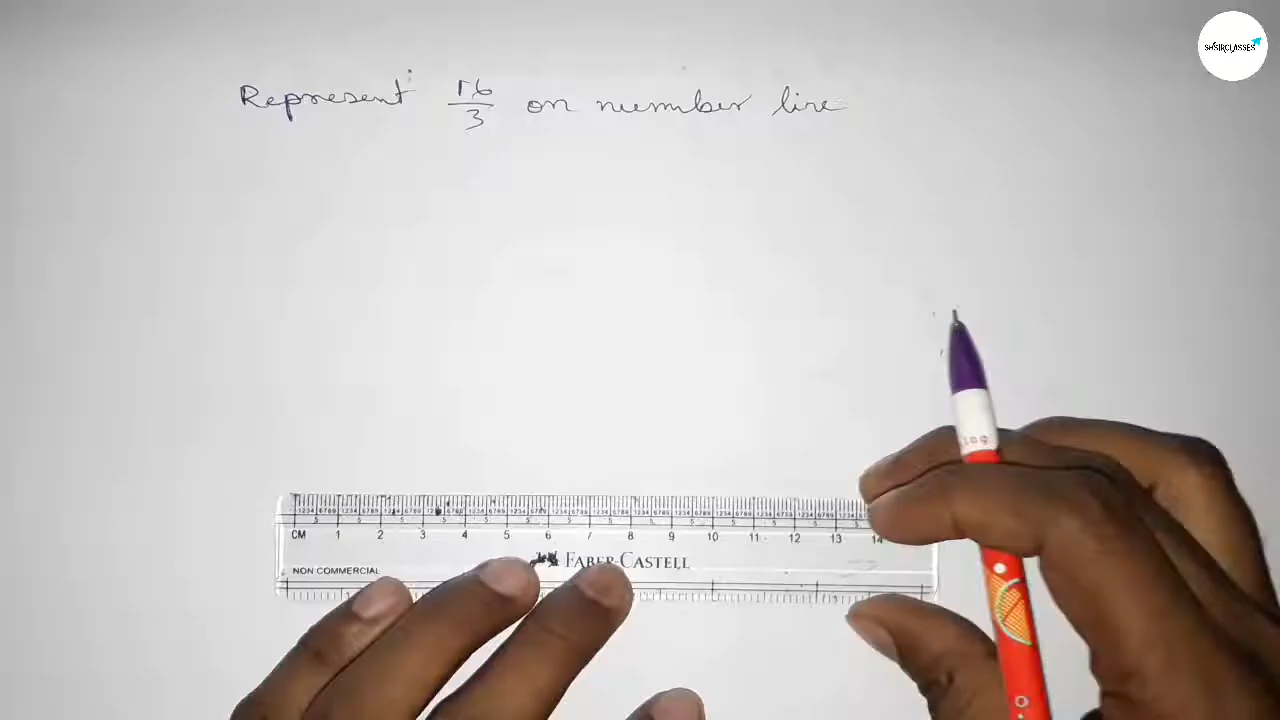 SHSIRCLASSES
Represent 16/3 on number line
CM 1 2 3 4 5 6 7 8 9 10 11 12 13 14
FABER-CASTELL
NON COMMERCIAL